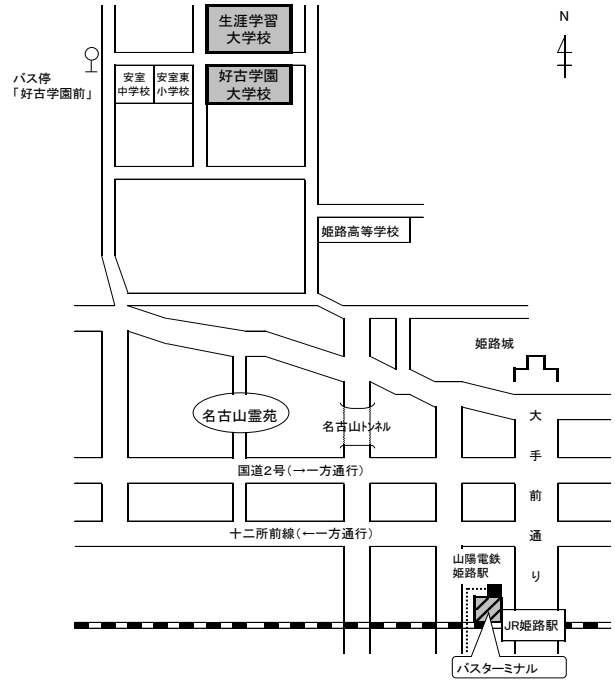 生涯学習
大学校
N
バス停
「好古学園前」
安室
中学校
安室東
小学校
好古学園
大学校
姫路高等学校
姫路城
名古山霊苑
名古山トンネル
大手前通り
国道2号(→一方通行)
十二所前線(←一方通行)
山陽電鉄
姫路駅
JR姫路駅
バスターミナル